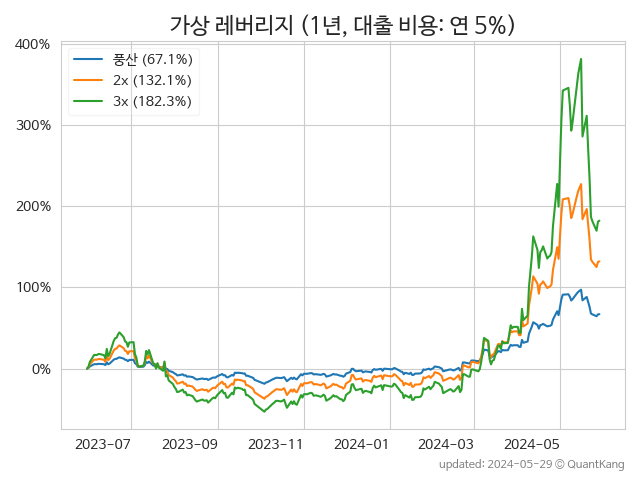 가상 레버리지 (1년, 대출 비용: 연 5%)
400%
300%
200%
100%
0%
풍산 (67.1%)
2x (132.1%)
3x (182.3%)
2023-07 2023-09 2023-11 2024-01 2024-03 2024-05
updated: 2024-05-29 © QuantKang